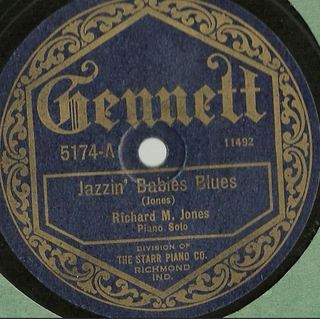 Gennett
5174-A
11492
Jazzin' Babies Blues
(Jones)
Richard M. Jones
Piano Solo
DIVISION OF
THE STARR PIANO CO.
RICHMOND
IND.